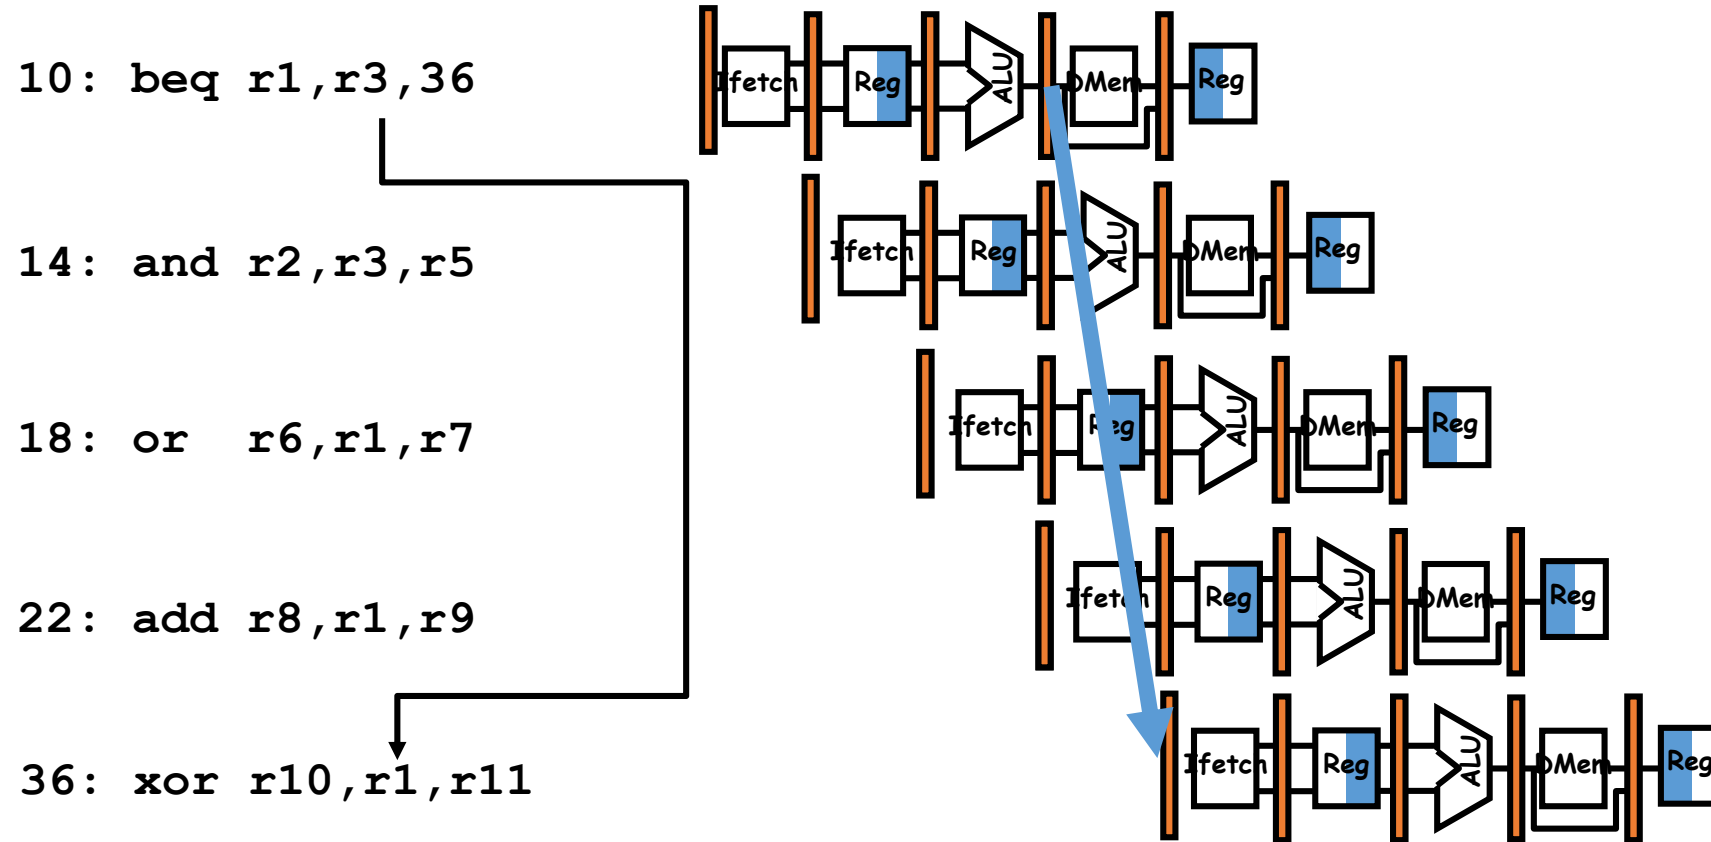 10: beq r1,r3,36
Ifetch Reg ALU DMem Reg
14: and r2,r3,r5
Ifetch Reg ALU DMem Reg
18: or  r6,r1,r7
Ifetch Reg ALU DMem Reg
22: add r8,r1,r9
Ifetch Reg ALU DMem Reg
36: xor r10,r1,r11
Ifetch Reg ALU DMem Reg